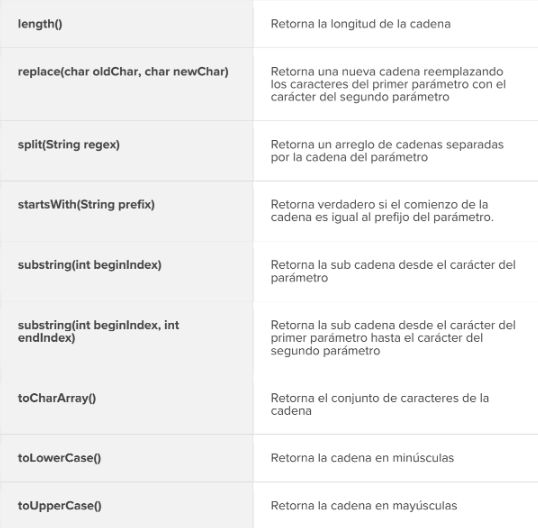 length()
Retorna la longitud de la cadena
replace(char oldChar, char newChar)
Retorna una nueva cadena reemplazando
los caracteres del primer parámetro con el
carácter del segundo parámetro
split(String regex)
Retorna un arreglo de cadenas separadas
por la cadena del parámetro
startsWith(String prefix)
Retorna verdadero si el comienzo de la
cadena es igual al prefijo del parámetro.
substring(int beginIndex)
Retorna la sub cadena desde el carácter del
parámetro
substring(int beginIndex, int
endIndex)
Retorna la sub cadena desde el carácter del
primer parámetro hasta el carácter del
segundo parámetro
toCharArray()
Retorna el conjunto de caracteres de la
cadena
toLowerCase()
Retorna la cadena en minúsculas
toUpperCase()
Retorna la cadena en mayúsculas